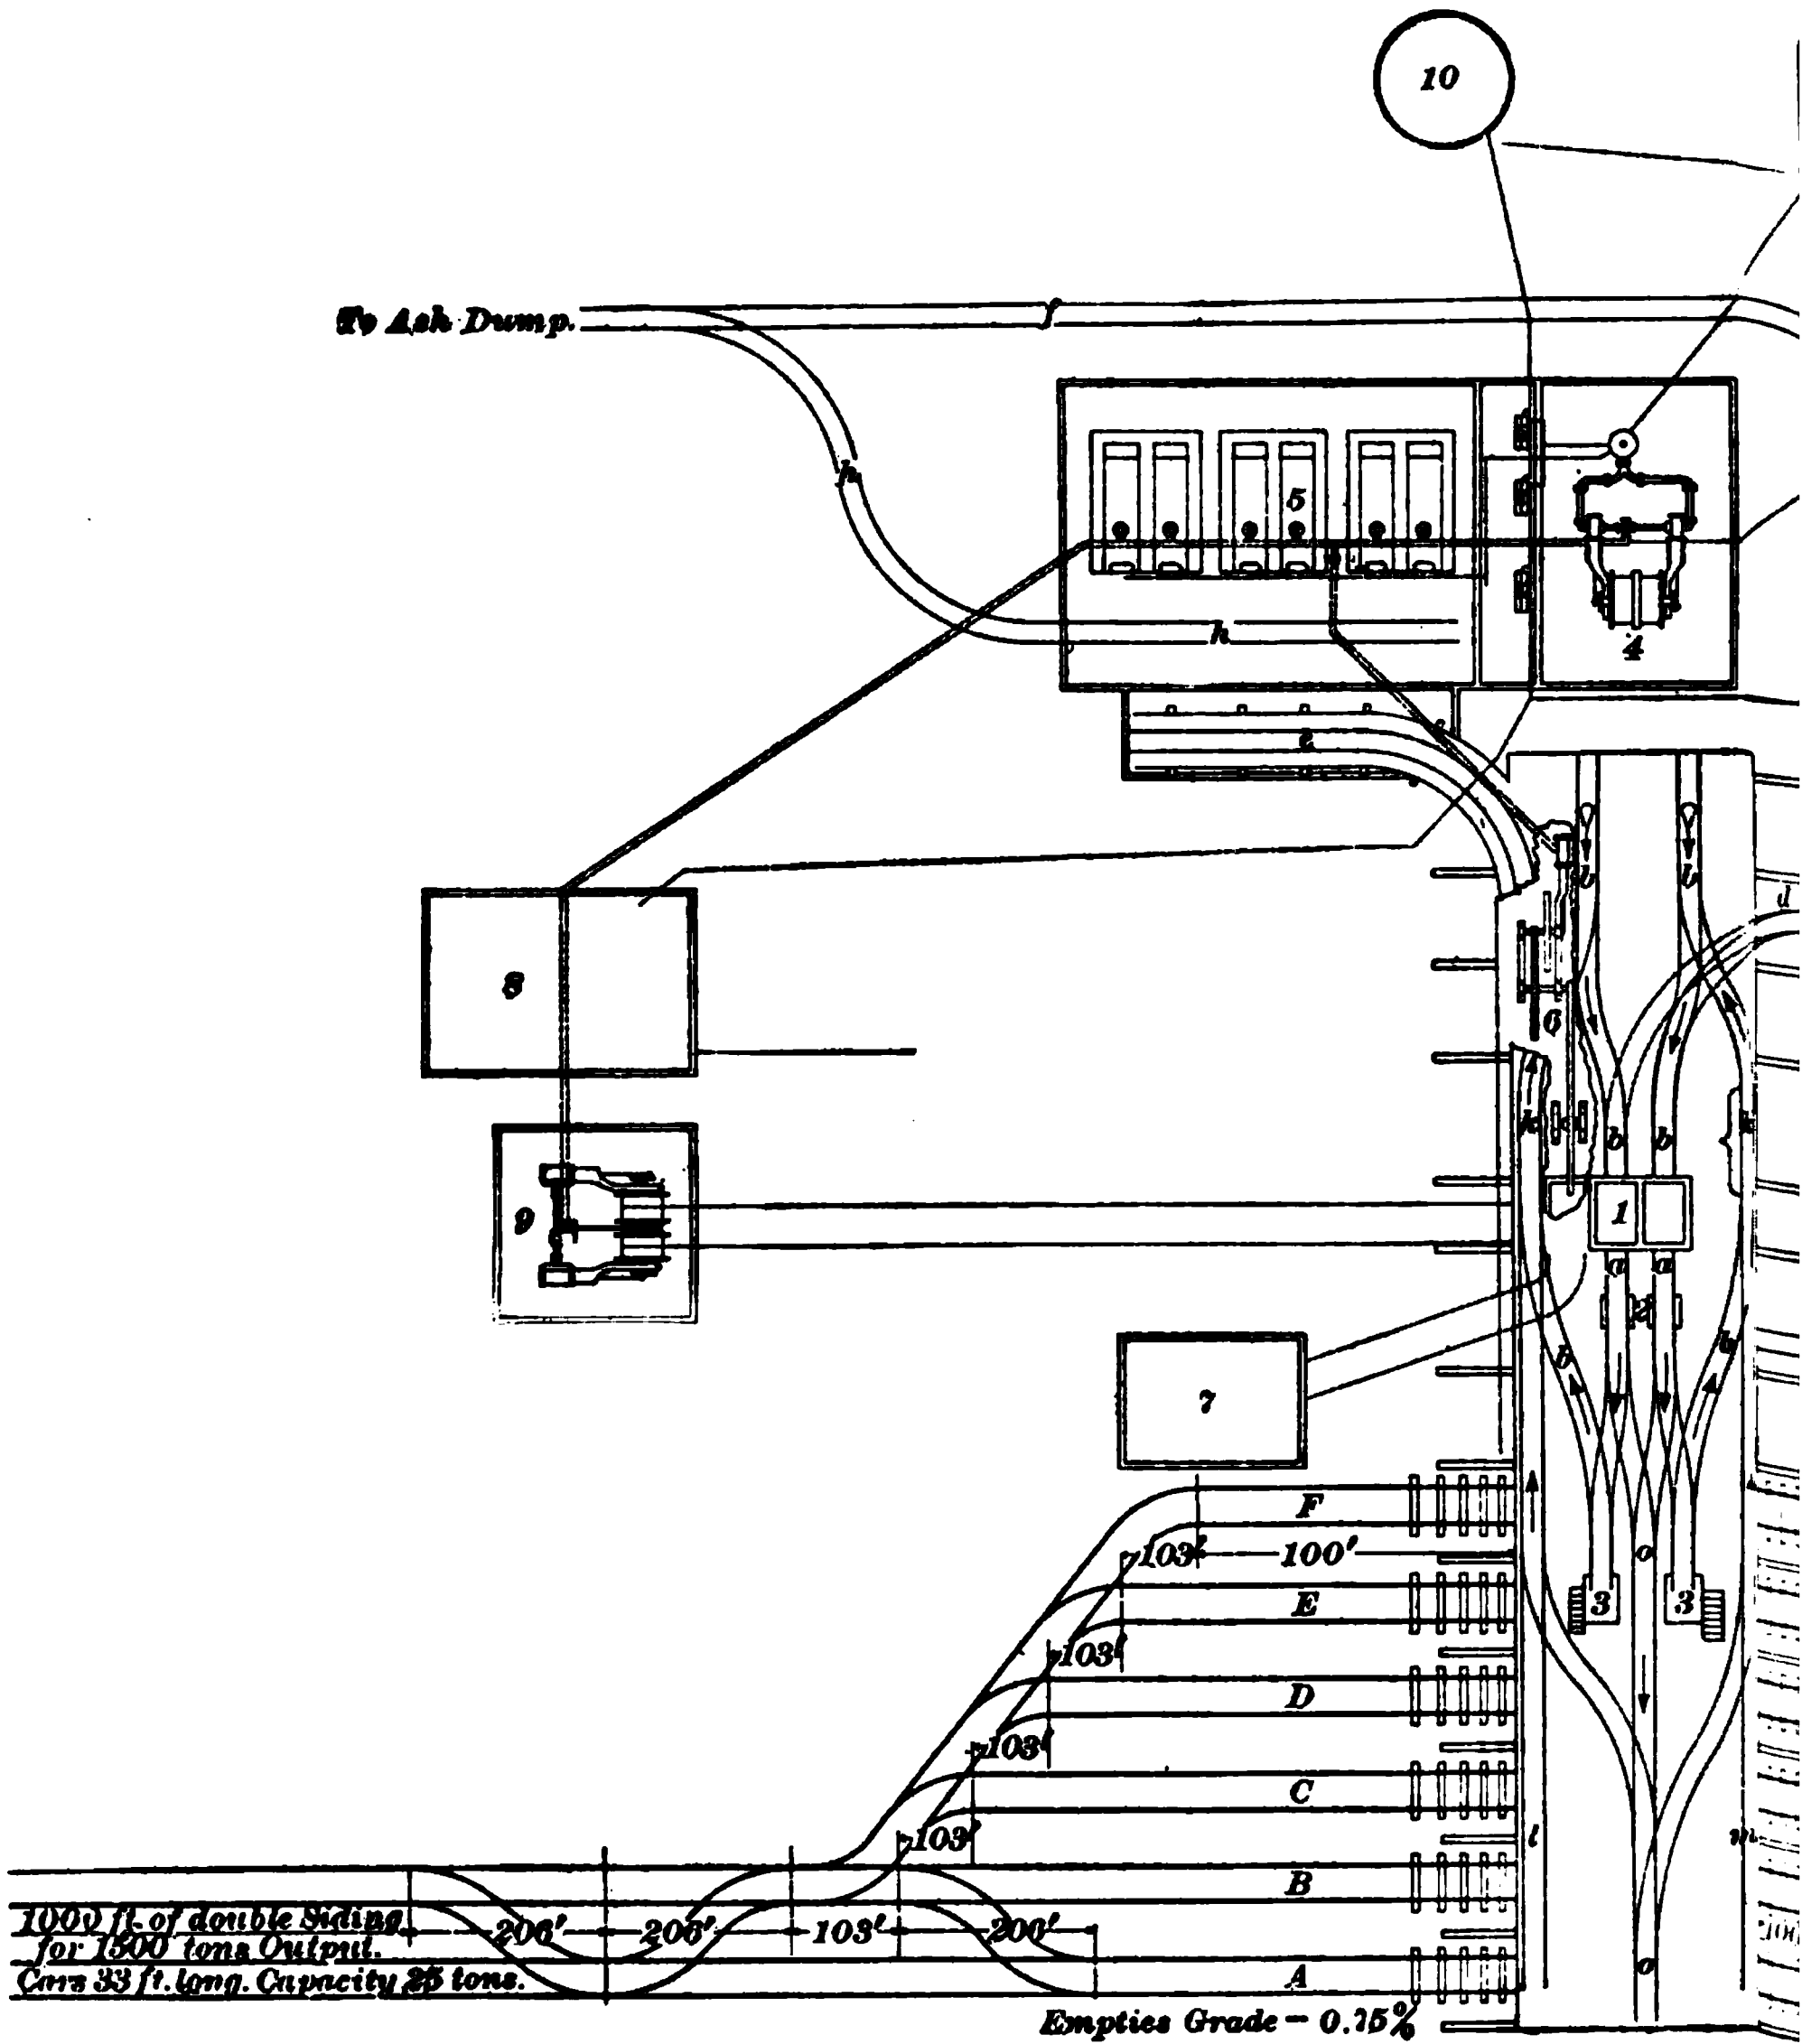 10
To Ash Dump.
f
h
5
4
h
b
b
d
8
6
k
b
b
9
1
a
a
2
b
b
7
F
103' 100'
o
E
3
3
103'
D
103'
C
103'
l
m
B
1000 ft. of double Siding
206' 206' 103' 206'
for 1500 tons Output.
Cars 33 ft. long. Capacity 25 tons.
A
o
Empties Grade - 0.75%